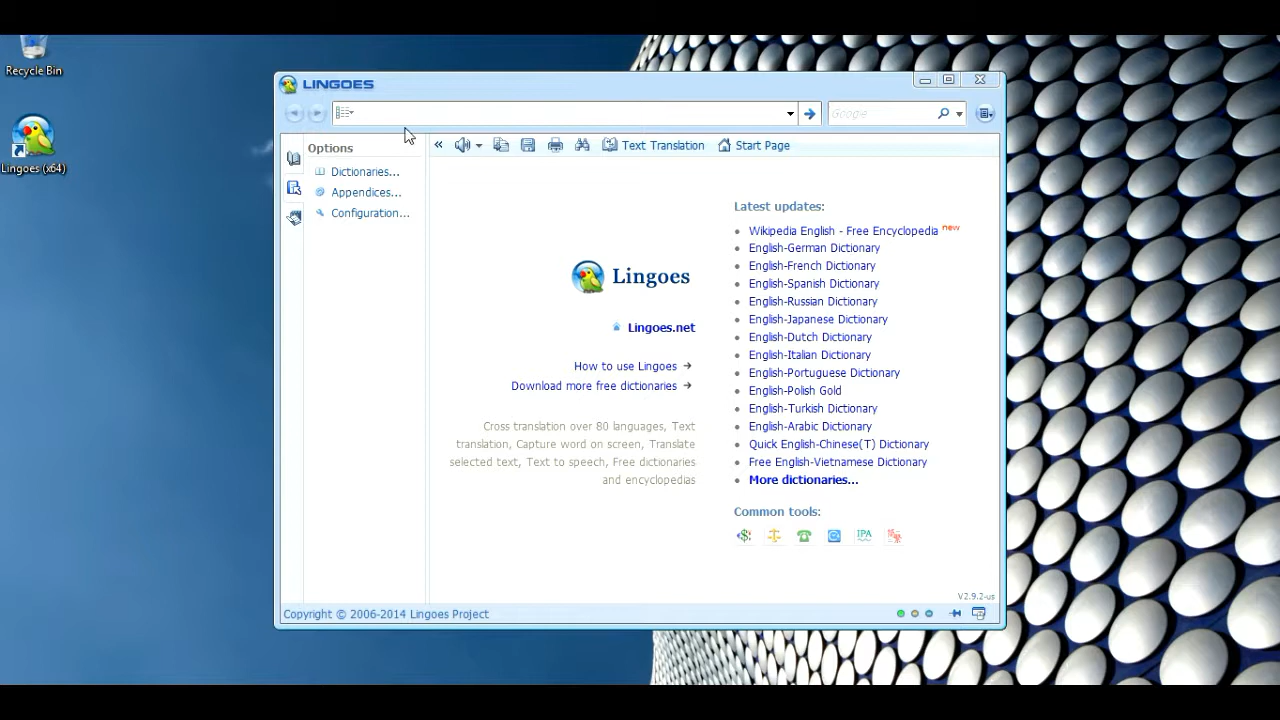 Recycle Bin
Lingoes (x64)
LINGOES
Google
Options
Dictionaries...
Appendices...
Configuration...
Text Translation
Start Page
Lingoes
Lingoes.net
How to use Lingoes
Download more free dictionaries
Cross translation over 80 languages, Text
translation, Capture word on screen, Translate
selected text, Text to speech, Free dictionaries
and encyclopedias
Latest updates:
Wikipedia English - Free Encyclopedia new
English-German Dictionary
English-French Dictionary
English-Spanish Dictionary
English-Russian Dictionary
English-Japanese Dictionary
English-Dutch Dictionary
English-Italian Dictionary
English-Portuguese Dictionary
English-Polish Gold
English-Turkish Dictionary
English-Arabic Dictionary
Quick English-Chinese(T) Dictionary
Free English-Vietnamese Dictionary
More dictionaries...
Common tools:
IPA
V2.9.2-us
Copyright © 2006-2014 Lingoes Project